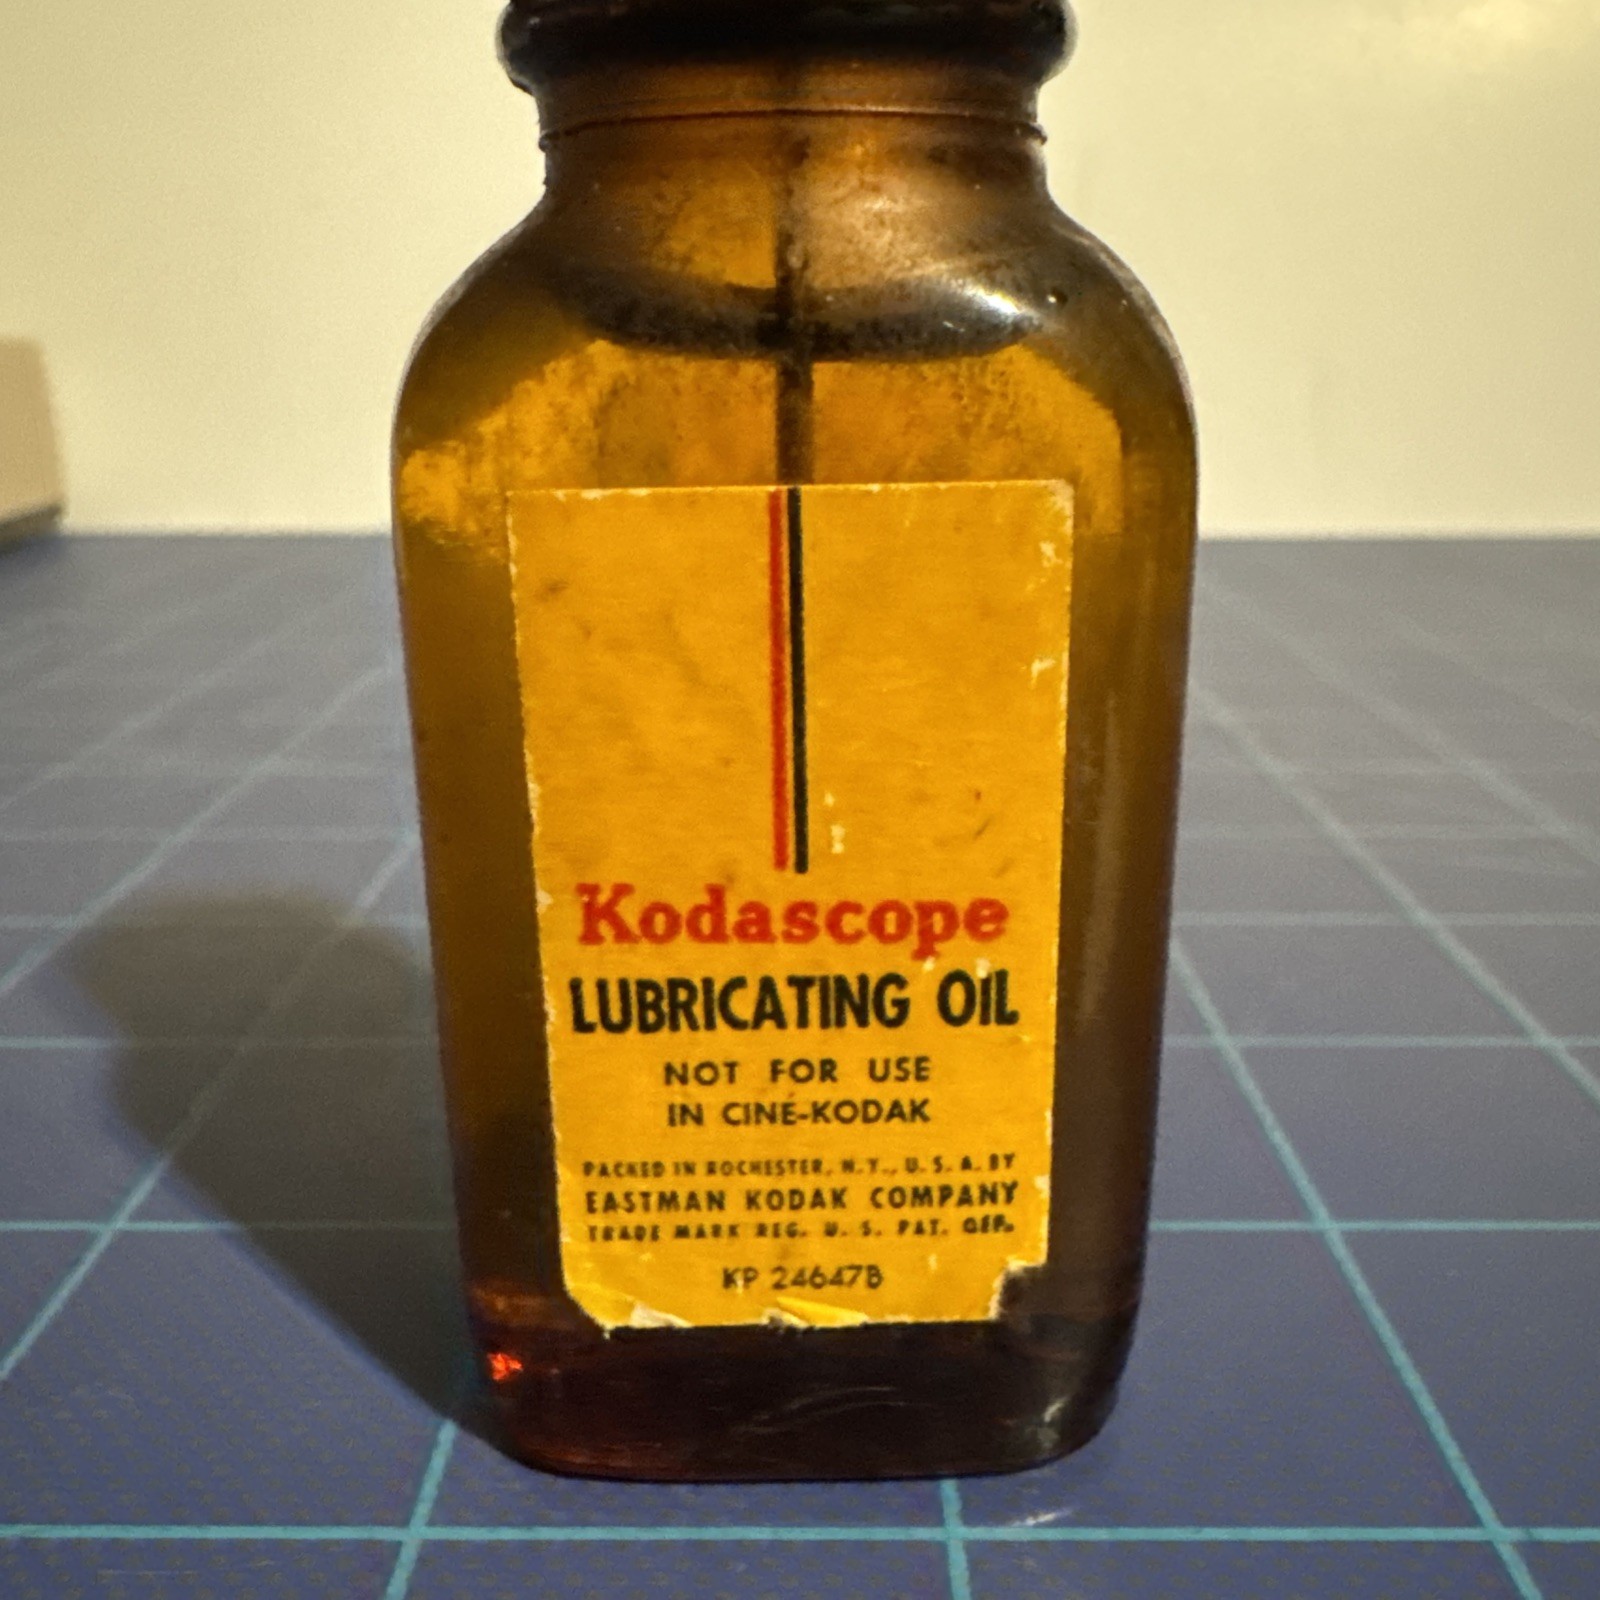 Kodascope
LUBRICATING OIL
NOT FOR USE
IN CINÉ-KODAK
PACKED IN ROCHESTER, N.Y., U.S.A. BY
EASTMAN KODAK COMPANY
TRADE MARK REG. U.S. PAT. OFF.
KP 24647B